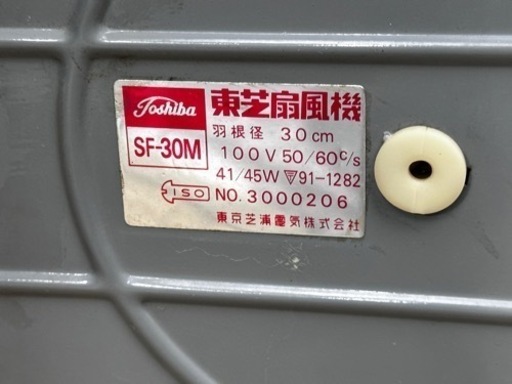 Toshiba
東芝扇風機
SF-30M
羽根径 30cm
100V 50/60c/s
41/45W ▽91-1282
ISO NO.3000206
東京芝浦電気株式会社